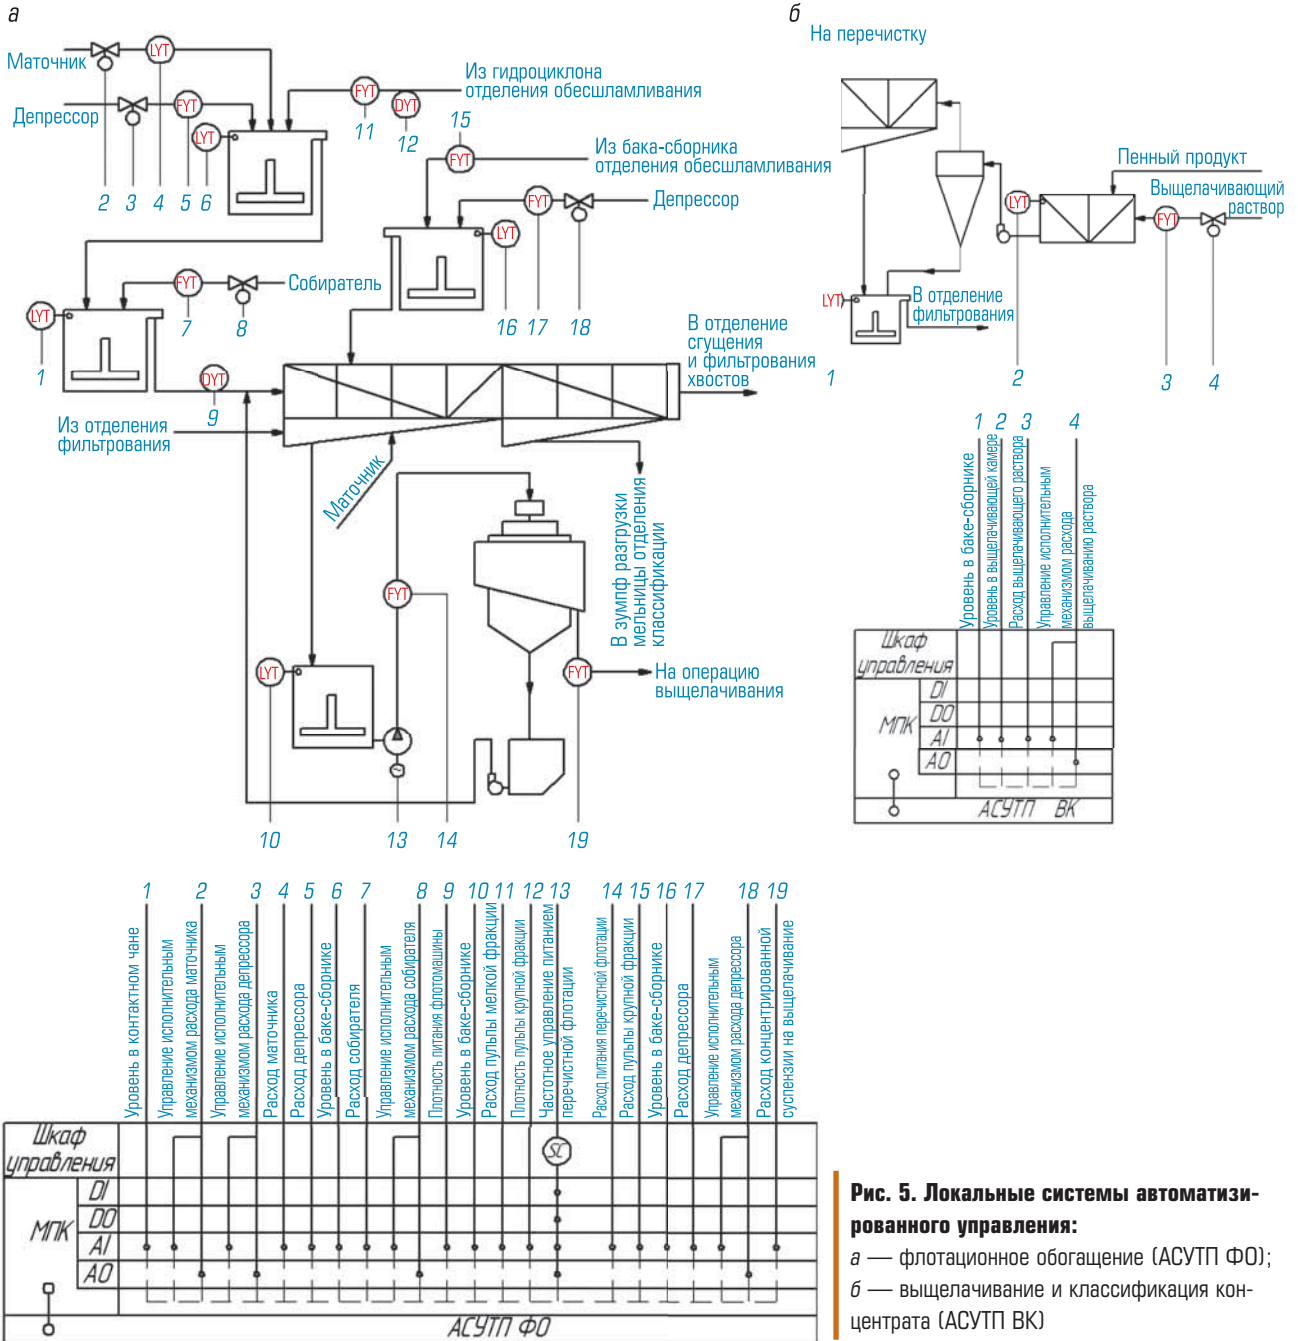 а
Маточник
LYT
Депрессор
FYT
LYT
2
3
4
5
6
FYT
DYT
11
12
Из гидроциклона
отделения обесшламливания
15
FYT
Из бака-сборника
отделения обесшламливания
FYT
Депрессор
LYT
16
17
18
LYT
1
FYT
Собиратель
7
8
DYT
9
В отделение
сгущения
и фильтрования
хвостов
Из отделения
фильтрования
Маточник
В зумпф разгрузки
мельницы отделения
классификации
FYT
LYT
FYT
На операцию
выщелачивания
10
13
14
19
б
На перечистку
Пенный продукт
Выщелачивающий
раствор
LYT
FYT
LYT
В отделение
фильтрования
1
2
3
4
1
2
3
4
Уровень в баке-сборнике
Уровень в выщелачивающей камере
Расход выщелачивающего раствора
Управление исполнительным
механизмом расхода
выщелачиванию раствора
Шкаф
управления
МПК
DI
DO
AI
AO
АСУТП ВК
1
2
3
4
5
6
7
8
9
10
11
12
13
14
15
16
17
18
19
Уровень в контактном чане
Управление исполнительным
механизмом расхода маточника
Управление исполнительным
механизмом расхода депрессора
Расход маточника
Расход депрессора
Уровень в баке-сборнике
Расход собирателя
Управление исполнительным
механизмом расхода собирателя
Плотность питания флотомашины
Уровень в баке-сборнике
Расход пульпы мелкой фракции
Плотность пульпы крупной фракции
Частотное управление питанием
перечистной флотации
Расход питания перечистной флотации
Расход пульпы крупной фракции
Уровень в баке-сборнике
Расход депрессора
Управление исполнительным
механизмом расхода депрессора
Расход концентрированной
суспензии на выщелачивание
Шкаф
управления
SC
МПК
DI
DO
AI
AO
АСУТП ФО
Рис. 5. Локальные системы автоматизи-
рованного управления:
а — флотационное обогащение (АСУТП ФО);
б — выщелачивание и классификация кон-
центрата (АСУТП ВК)